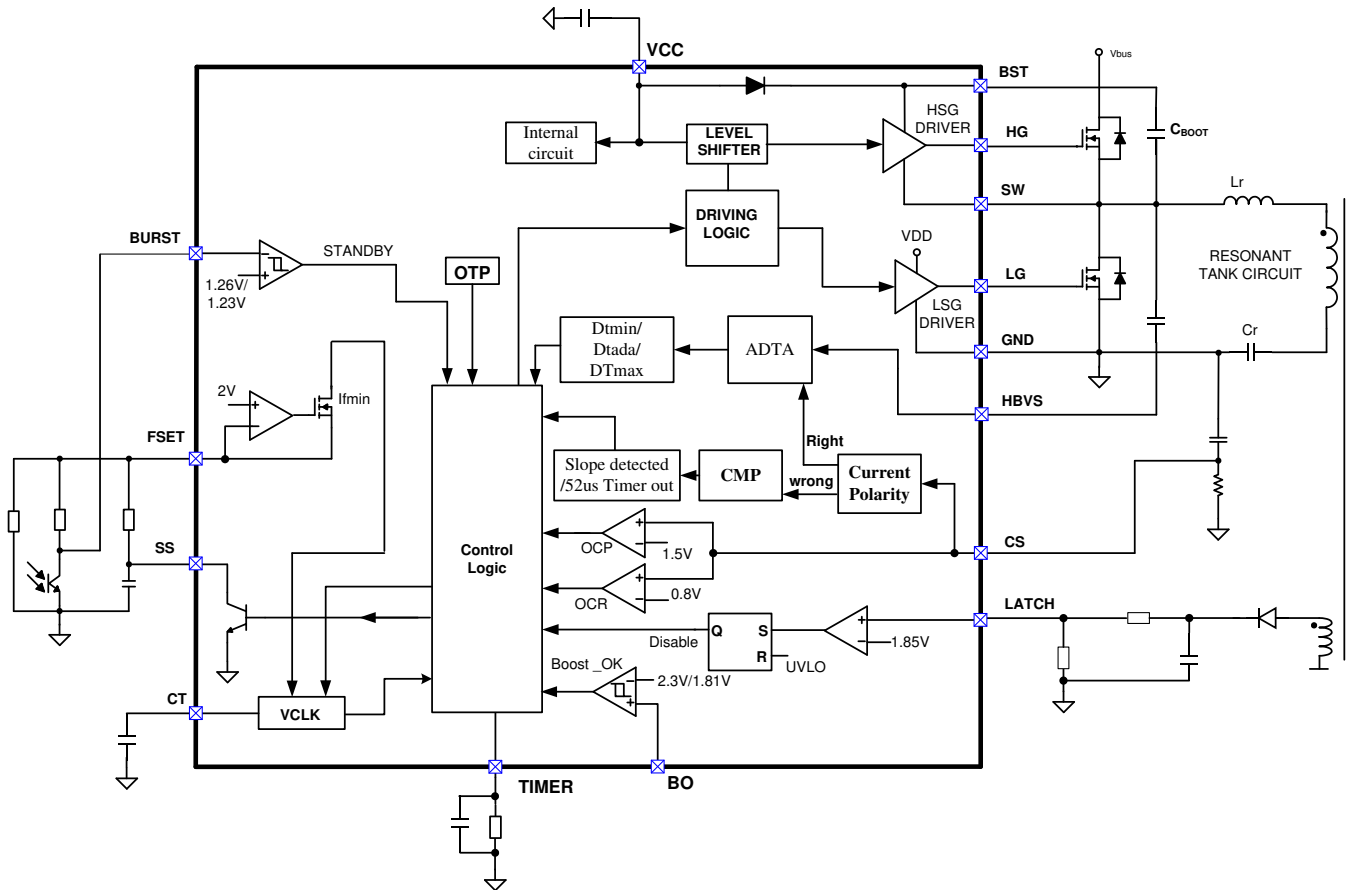 VCC
Vbus
BST
HSG
DRIVER
Internal
circuit
LEVEL
SHIFTER
HG
CBOOT
SW
Lr
DRIVING
LOGIC
BURST
STANDBY
VDD
RESONANT
TANK CIRCUIT
OTP
1.26V/
1.23V
LG
LSG
DRIVER
Dtmin/
Dtada/
DTmax
ADTA
GND
Cr
2V
Ifmin
HBVS
FSET
Right
Slope detected
/52us Timer out
CMP
wrong
Current
Polarity
SS
Control
Logic
OCP
1.5V
CS
OCR
0.8V
LATCH
Disable
Q
S
R
UVLO
1.85V
Boost _OK
2.3V/1.81V
CT
VCLK
TIMER
BO